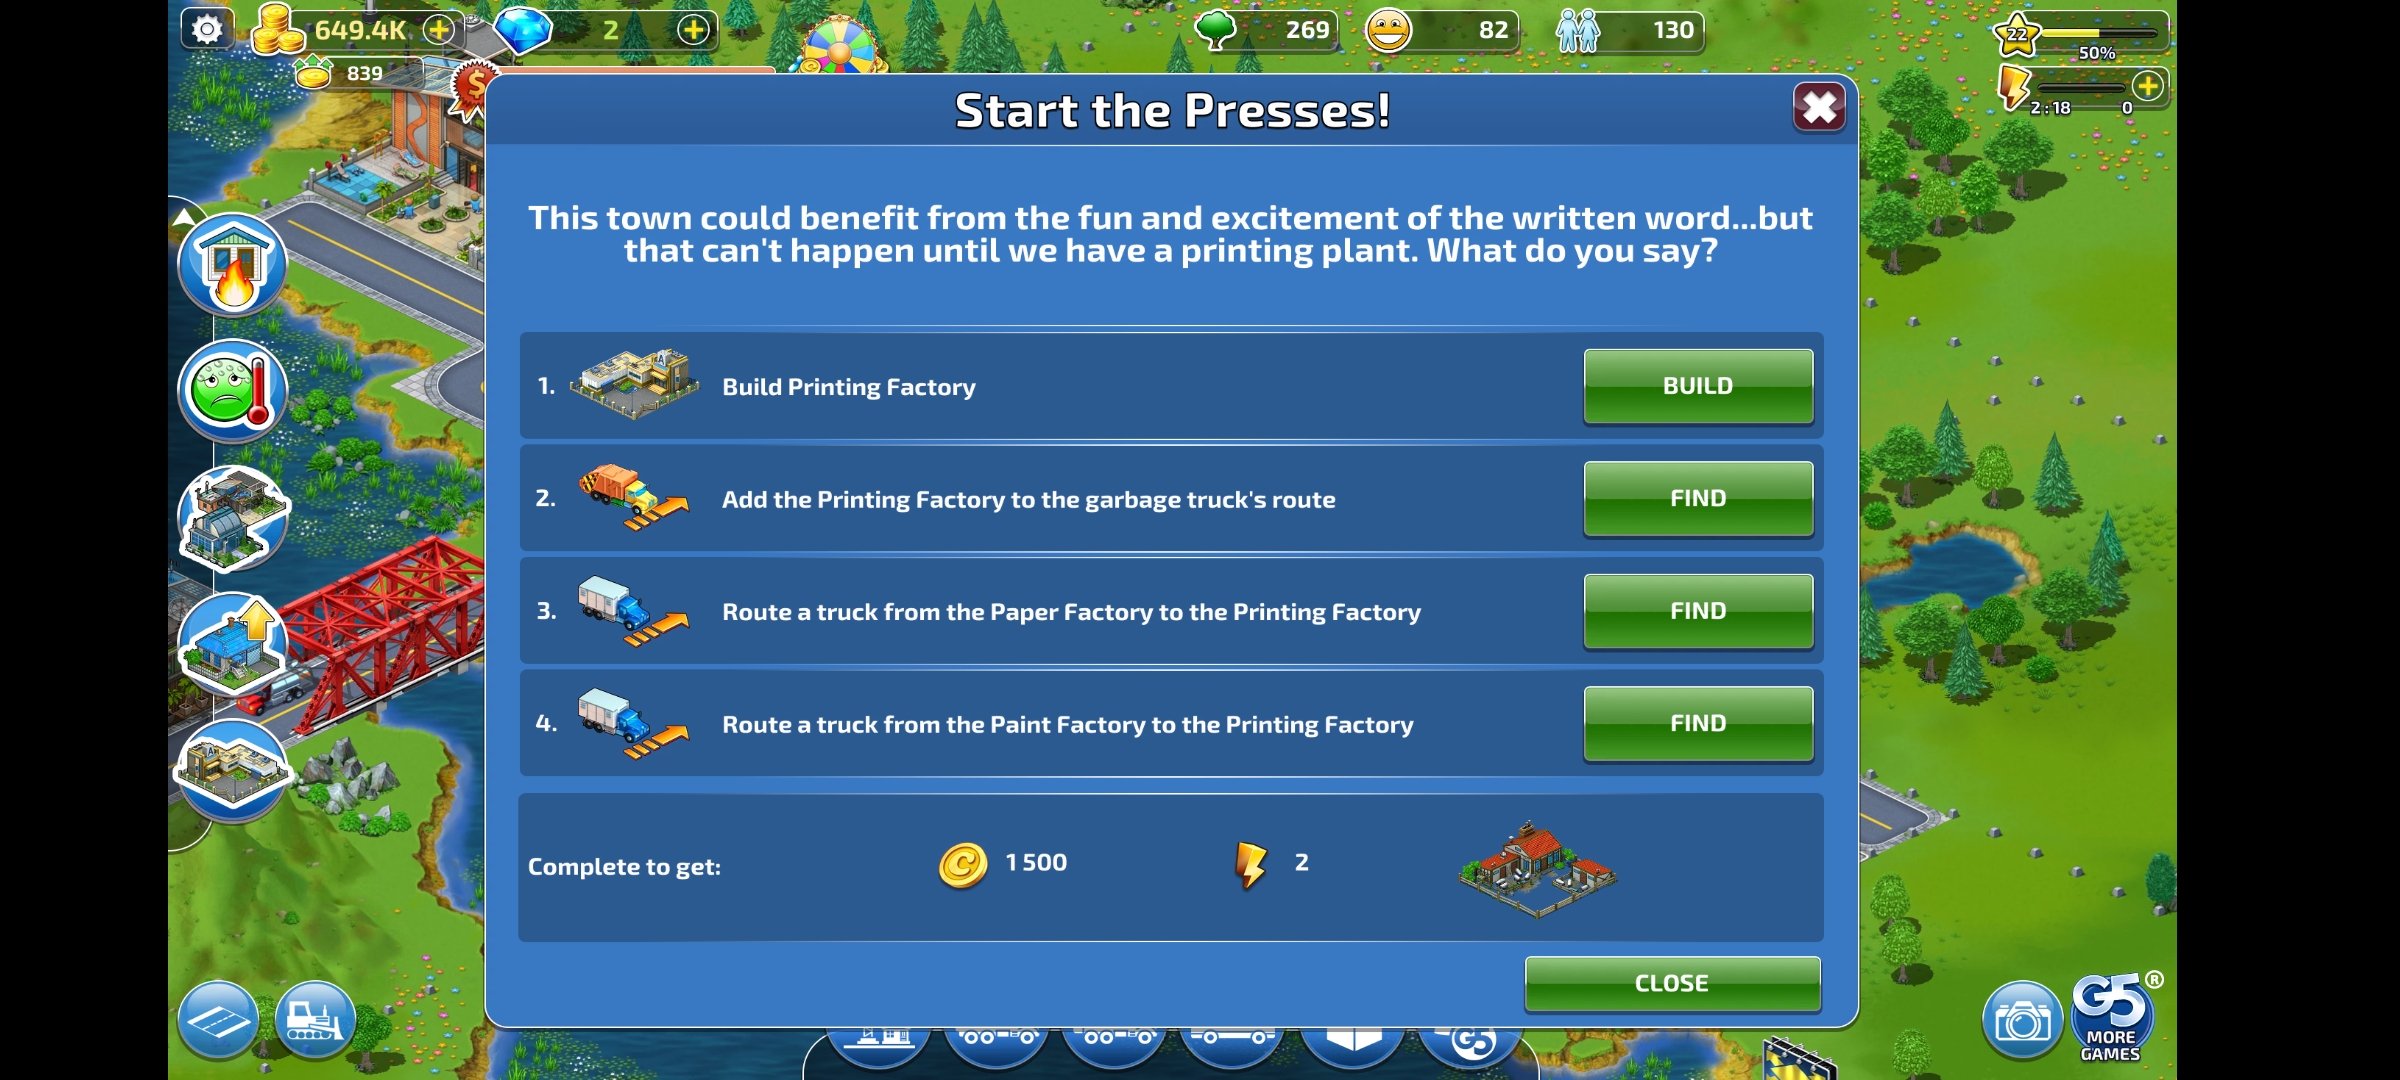 649.4K
2
269
82
130
22
50%
839
2:18
0
Start the Presses!
This town could benefit from the fun and excitement of the written word...but
that can't happen until we have a printing plant. What do you say?
1.
Build Printing Factory
BUILD
2.
Add the Printing Factory to the garbage truck's route
FIND
3.
Route a truck from the Paper Factory to the Printing Factory
FIND
4.
Route a truck from the Paint Factory to the Printing Factory
FIND
Complete to get:
1 500
2
CLOSE
G5
G5®
MORE
GAMES